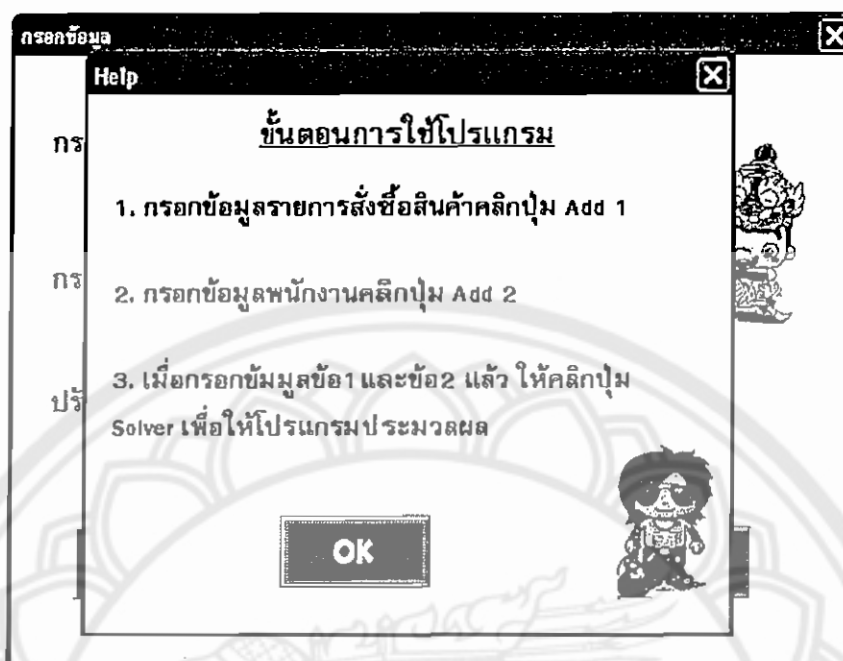 กรอกข้อมูล
Help
ขั้นตอนการใช้โปรแกรม
กร
1. กรอกข้อมูลรายการสั่งซื้อสินค้าคลิกปุ่ม Add 1
กร
2. กรอกข้อมูลพนักงานคลิกปุ่ม Add 2
3. เมื่อกรอกข้มมูลข้อ1 และข้อ2 แล้ว ให้คลิกปุ่ม
ปรั
Solver เพื่อให้โปรแกรมประมวลผล
OK